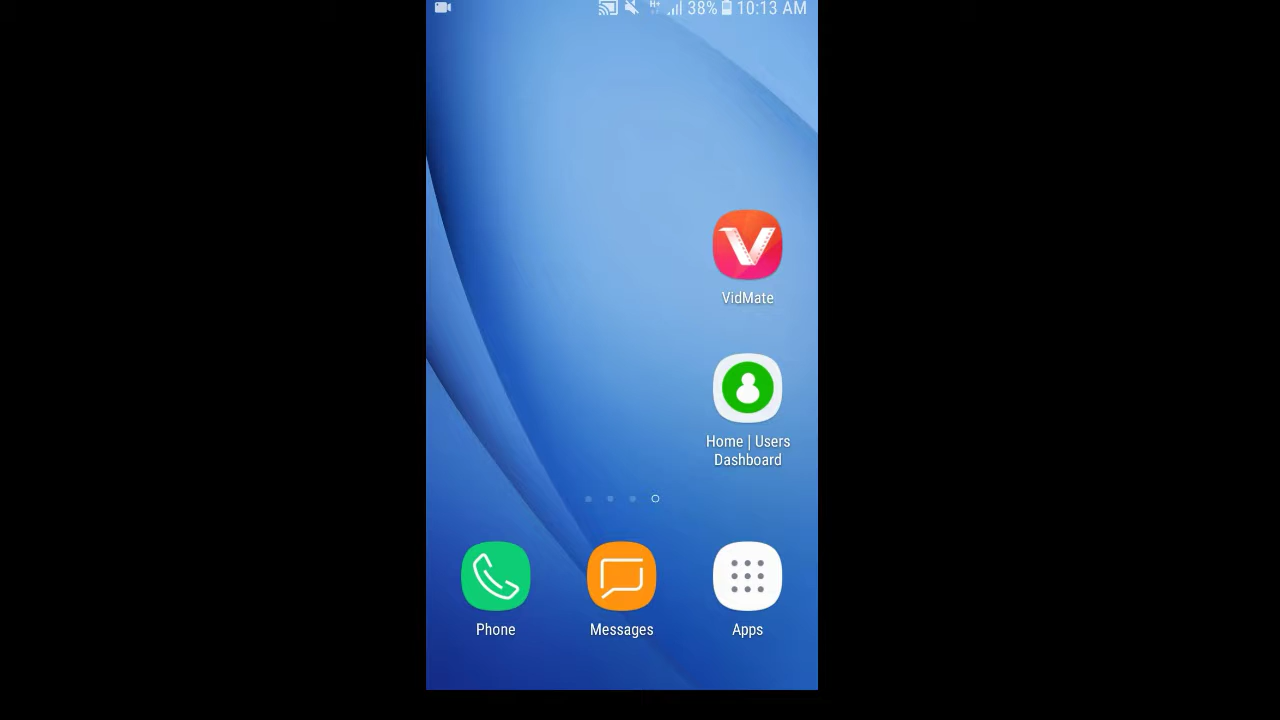 H+ 38% 10:13 AM
VidMate
Home | Users
Dashboard
Phone
Messages
Apps